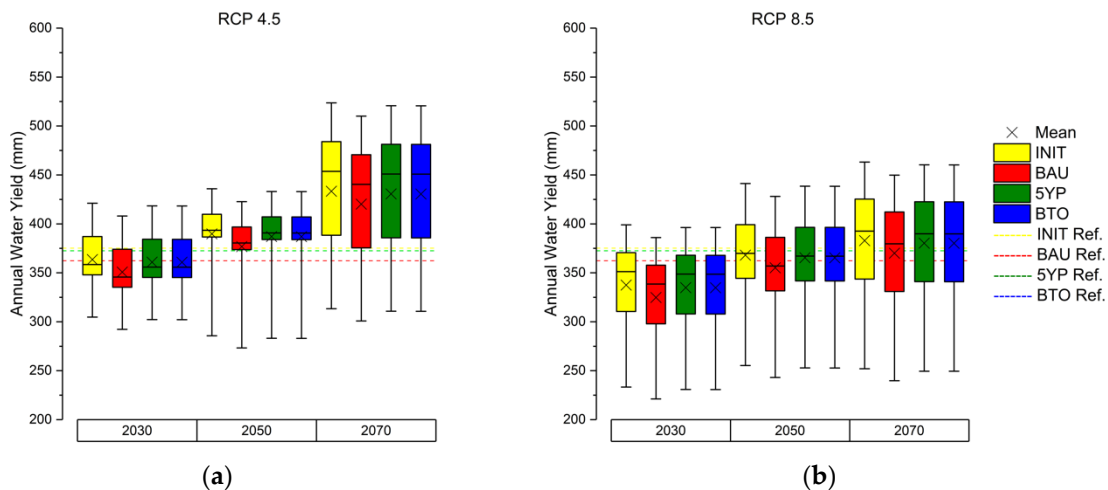 RCP 4.5
Annual Water Yield (mm)
600
550
500
450
400
350
300
250
200
2030 2050 2070
(a)
RCP 8.5
Annual Water Yield (mm)
600
550
500
450
400
350
300
250
200
2030 2050 2070
(b)
Mean
INIT
BAU
5YP
BTO
INIT Ref.
BAU Ref.
5YP Ref.
BTO Ref.